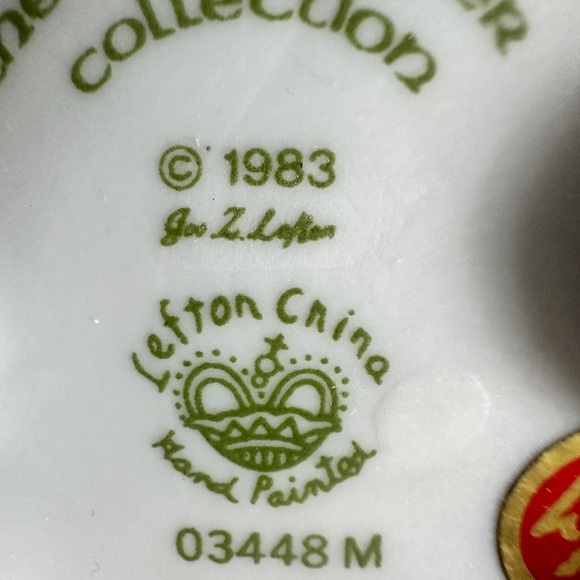 collection
© 1983
Geo. Z. Lefton
Lefton China
Hand Painted
03448 M